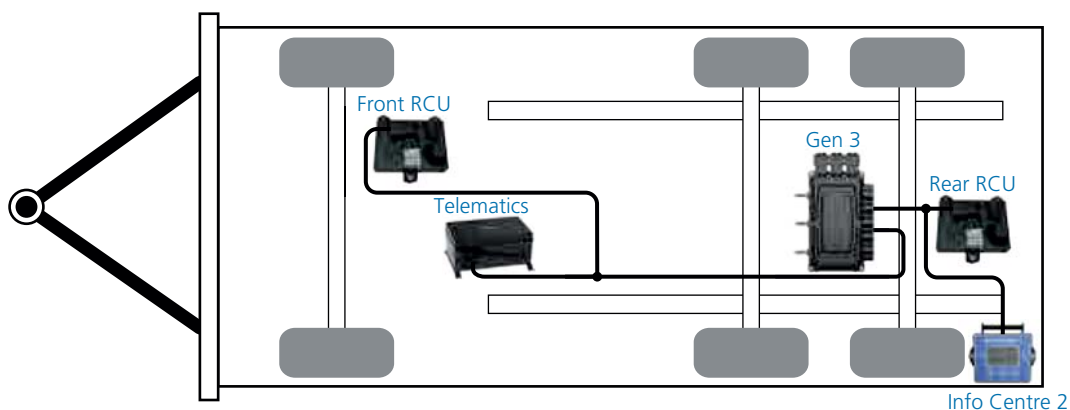 Front RCU
Gen 3
Rear RCU
Telematics
Info Centre 2